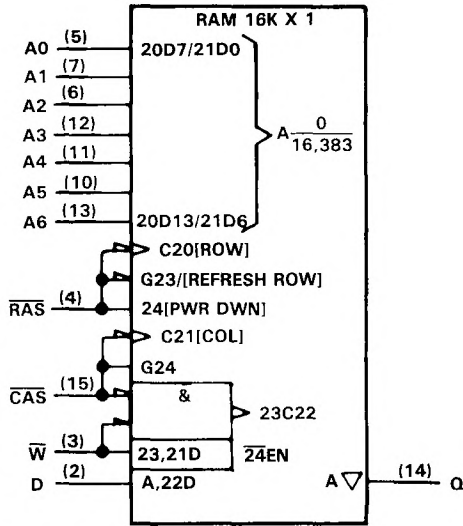 RAM 16K X 1
A0 (5) 20D7/21D0
A1 (7)
A2 (6)
A3 (12) A 0/16,383
A4 (11)
A5 (10)
A6 (13) 20D13/21D6
C20[ROW]
G23/[REFRESH ROW]
RAS (4) 24[PWR DWN]
C21[COL]
G24
CAS (15) & 23C22
W (3) 23,21D 24EN
D (2) A,22D A (14) Q